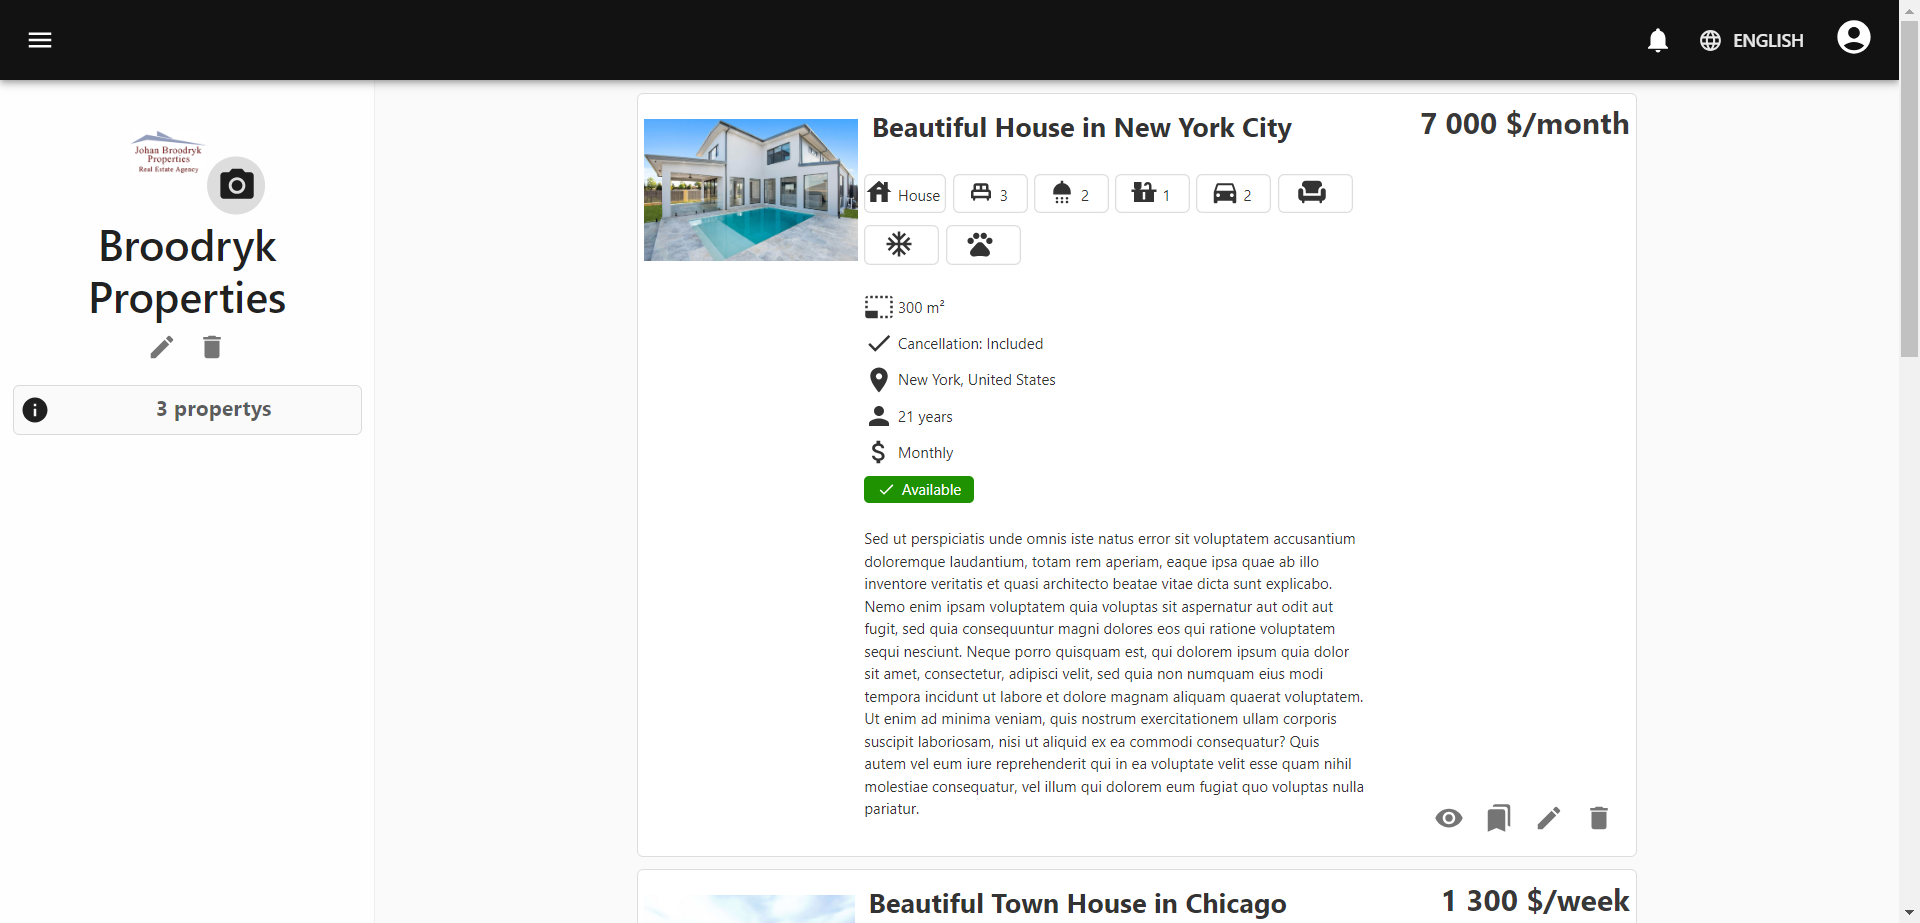 ENGLISH
Johan Broodryk
Properties
Real Estate Agency
Broodryk
Properties
3 propertys
Beautiful House in New York City
7 000 $/month
House
3
2
1
2
300 m²
Cancellation: Included
New York, United States
21 years
Monthly
Available
Sed ut perspiciatis unde omnis iste natus error sit voluptatem accusantium
doloremque laudantium, totam rem aperiam, eaque ipsa quae ab illo
inventore veritatis et quasi architecto beatae vitae dicta sunt explicabo.
Nemo enim ipsam voluptatem quia voluptas sit aspernatur aut odit aut
fugit, sed quia consequuntur magni dolores eos qui ratione voluptatem
sequi nesciunt. Neque porro quisquam est, qui dolorem ipsum quia dolor
sit amet, consectetur, adipisci velit, sed quia non numquam eius modi
tempora incidunt ut labore et dolore magnam aliquam quaerat voluptatem.
Ut enim ad minima veniam, quis nostrum exercitationem ullam corporis
suscipit laboriosam, nisi ut aliquid ex ea commodi consequatur? Quis
autem vel eum iure reprehenderit qui in ea voluptate velit esse quam nihil
molestiae consequatur, vel illum qui dolorem eum fugiat quo voluptas nulla
pariatur.
Beautiful Town House in Chicago
1 300 $/week